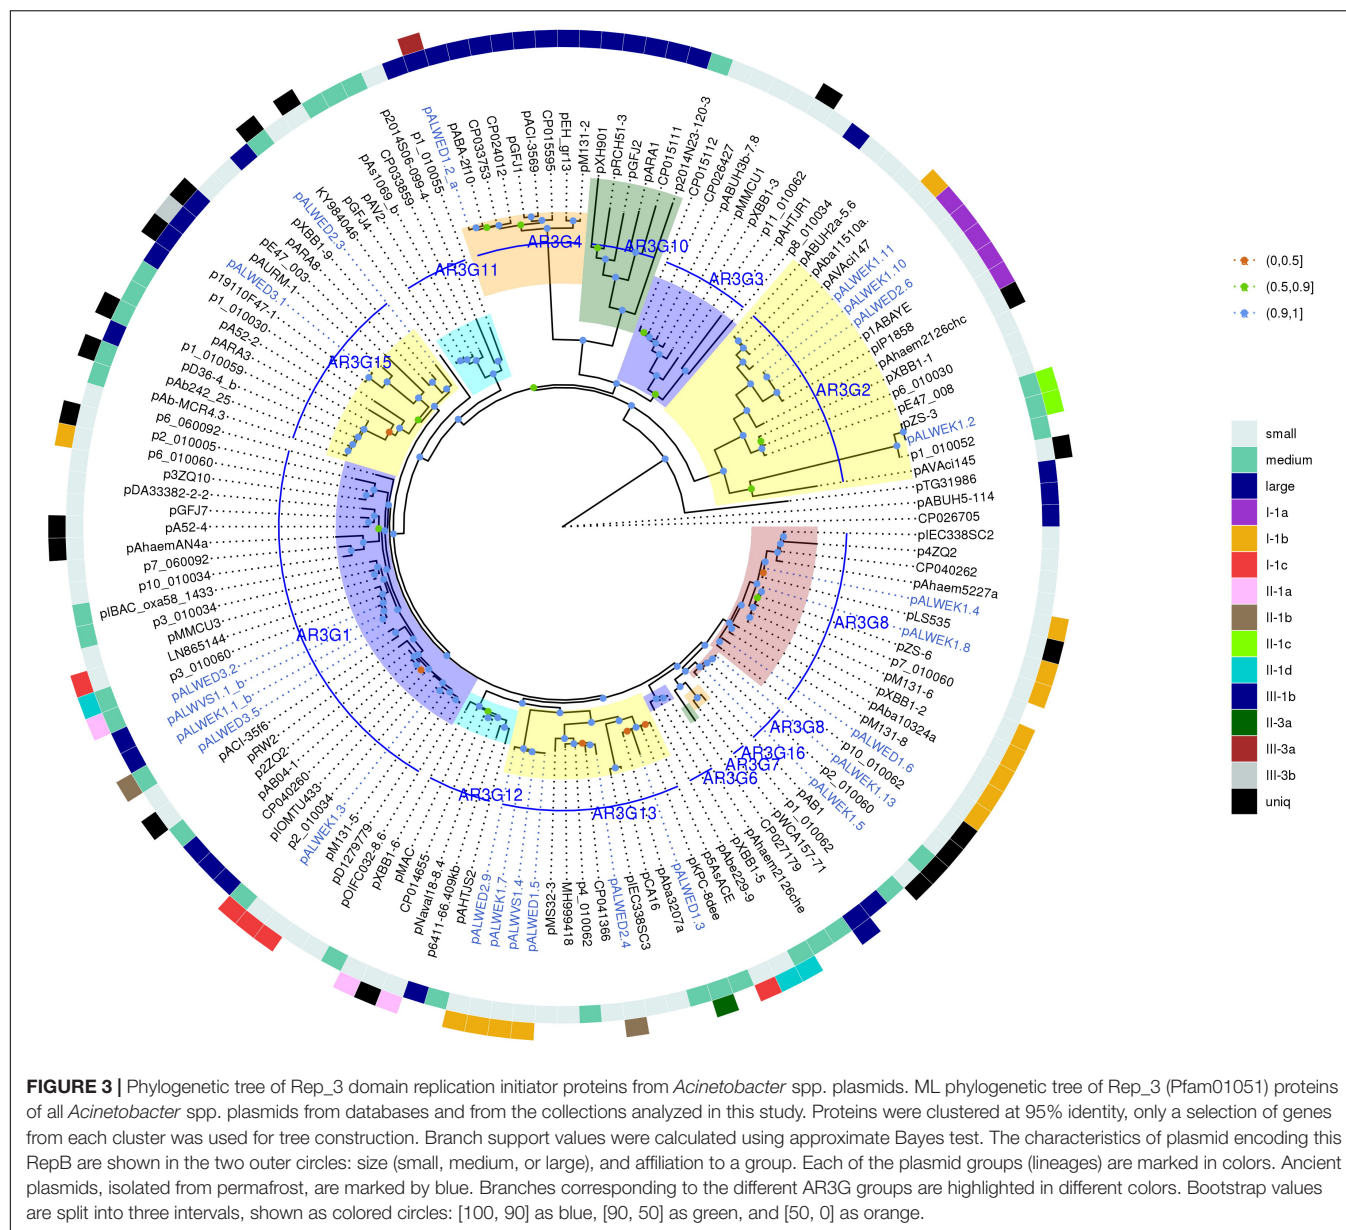 pXH901
pRCH51-3
pGFJ2
pARA1
CP015111
p2014N23-120-3
CP015112
CP026427
pABUH3b-7.8
pMMCU1
pXBB1-3
p11_010062
pAHTJR1
p8_010034
pABUH2a-5.6
pAba11510a
pAVAci147
pALWEK1.11
pALWEK1.10
pALWED2.6
p1ABAYE
pIP1858
pAhaem2126chc
pXBB1-1
p6_010030
pE47_008
pZS-3
pALWEK1.2
p1_010052
pAVAci145
pTG31986
pABUH5-114
CP026705
pIEC338SC2
p4ZQ2
CP040262
pAhaem5227a
pALWEK1.4
pLS535
pALWEK1.8
pZS-6
p7_010060
pM131-6
pXBB1-2
pAba1024a
pM131-8
pALWED1.6
p10_010062
pALWEK1.13
p2_010060
pALWEK1.5
pAB1
p1_010062
pWCA157-71
CP027179
pAhaem2126che
pXBB1-5
pAbe229-9
p5AsACE
pKPC-8dee
pALWED1.3
pAba3207a
pCA16
pIEC338SC3
pALWED2.4
CP041366
p4_010062
MH999418
pMS32-3
pALWED1.5
pALWVS1.4
pALWEK1.7
pALWED2.9
pAHTJS2
p6411-66.409kb
pNaval18-8.4
CP014655
pMAC
pXBB1-6
pOIFC032-8.6
pD1279779
pM131-5
pALWEK1.3
p2_010034
pIOMTU433
CP040260
pAB04-1
p2ZQ2
pRW2
pACI-35f6
pALWED3.5
pALWEK1.1_b
pALWVS1.1_b
pALWED3.2
p3_010060
LN865144
pMMCU3
p3_010034
pIBAC_oxa58_1433
p10_010034
p7_060092
pAhaemAN4a
pA52-4
pGFJ7
pDA33382-2-2
p3ZQ10
p6_010060
p2_010005
p6_060092
pAb-MCR4.3
pAb242_25
pD36-4_b
p1_010059
pARA3
pA52-2
p1_010030
p19110F47-1
pALWED3.1
pAURM-1
pE47_003
pARA8
pXBB1-9
pALWED2.3
KY984046
pGFJ4
pAV2
pAs1069_b
CP033859
p2014S06-099-4
p1_010055
pALWED1.2_a
pABA-2f10
CP033753
CP024012
pGFJ1
pACI-3569
CP015595
pEH_gr13
pM131-2
AR3G4
AR3G10
AR3G3
AR3G2
AR3G11
AR3G15
AR3G1
AR3G12
AR3G13
AR3G6
AR3G7
AR3G16
AR3G8
AR3G8
(0,0.5]
(0.5,0.9]
(0.9,1]
small
medium
large
I-1a
I-1b
I-1c
II-1a
II-1b
II-1c
II-1d
III-1b
II-3a
III-3a
III-3b
uniq
FIGURE 3 | Phylogenetic tree of Rep_3 domain replication initiator proteins from Acinetobacter spp. plasmids. ML phylogenetic tree of Rep_3 (Pfam01051) proteins
of all Acinetobacter spp. plasmids from databases and from the collections analyzed in this study. Proteins were clustered at 95% identity, only a selection of genes
from each cluster was used for tree construction. Branch support values were calculated using approximate Bayes test. The characteristics of plasmid encoding this
RepB are shown in the two outer circles: size (small, medium, or large), and affiliation to a group. Each of the plasmid groups (lineages) are marked in colors. Ancient
plasmids, isolated from permafrost, are marked by blue. Branches corresponding to the different AR3G groups are highlighted in different colors. Bootstrap values
are split into three intervals, shown as colored circles: [100, 90] as blue, [90, 50] as green, and [50, 0] as orange.